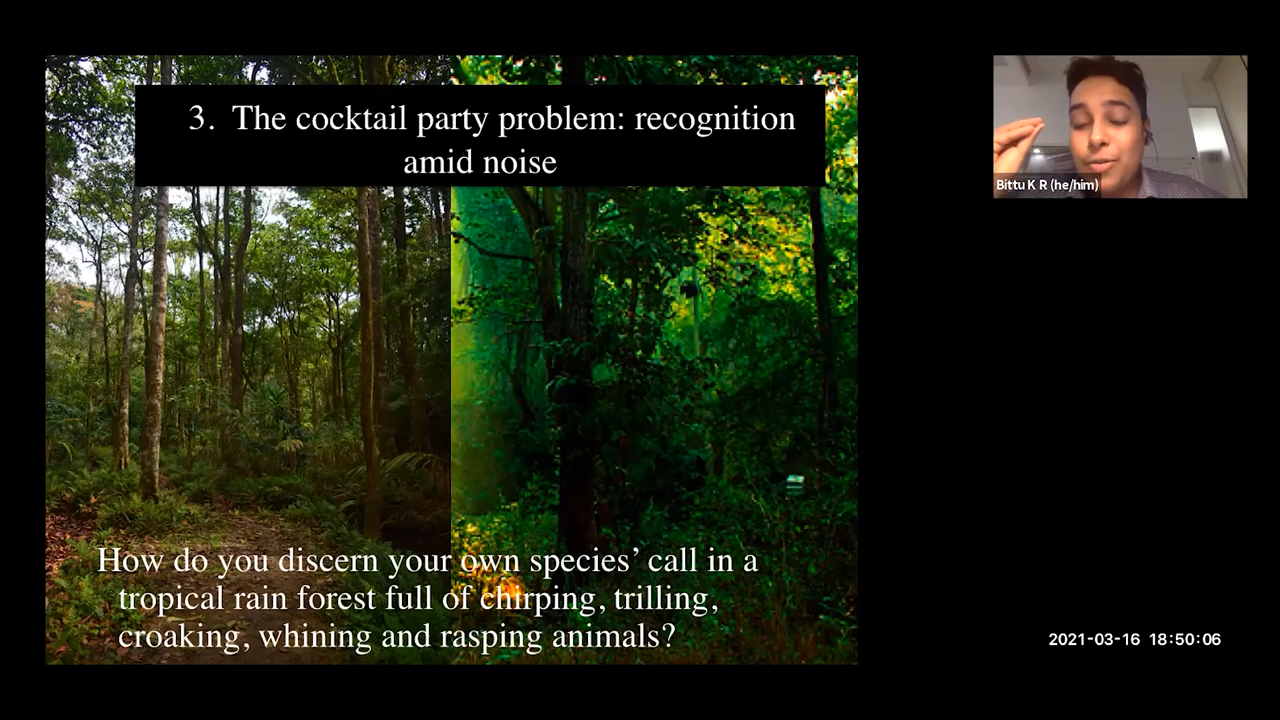 3. The cocktail party problem: recognition
amid noise
Bittu K R (he/him)
How do you discern your own species’ call in a
tropical rain forest full of chirping, trilling,
croaking, whining and rasping animals?
2021-03-16 18:50:06